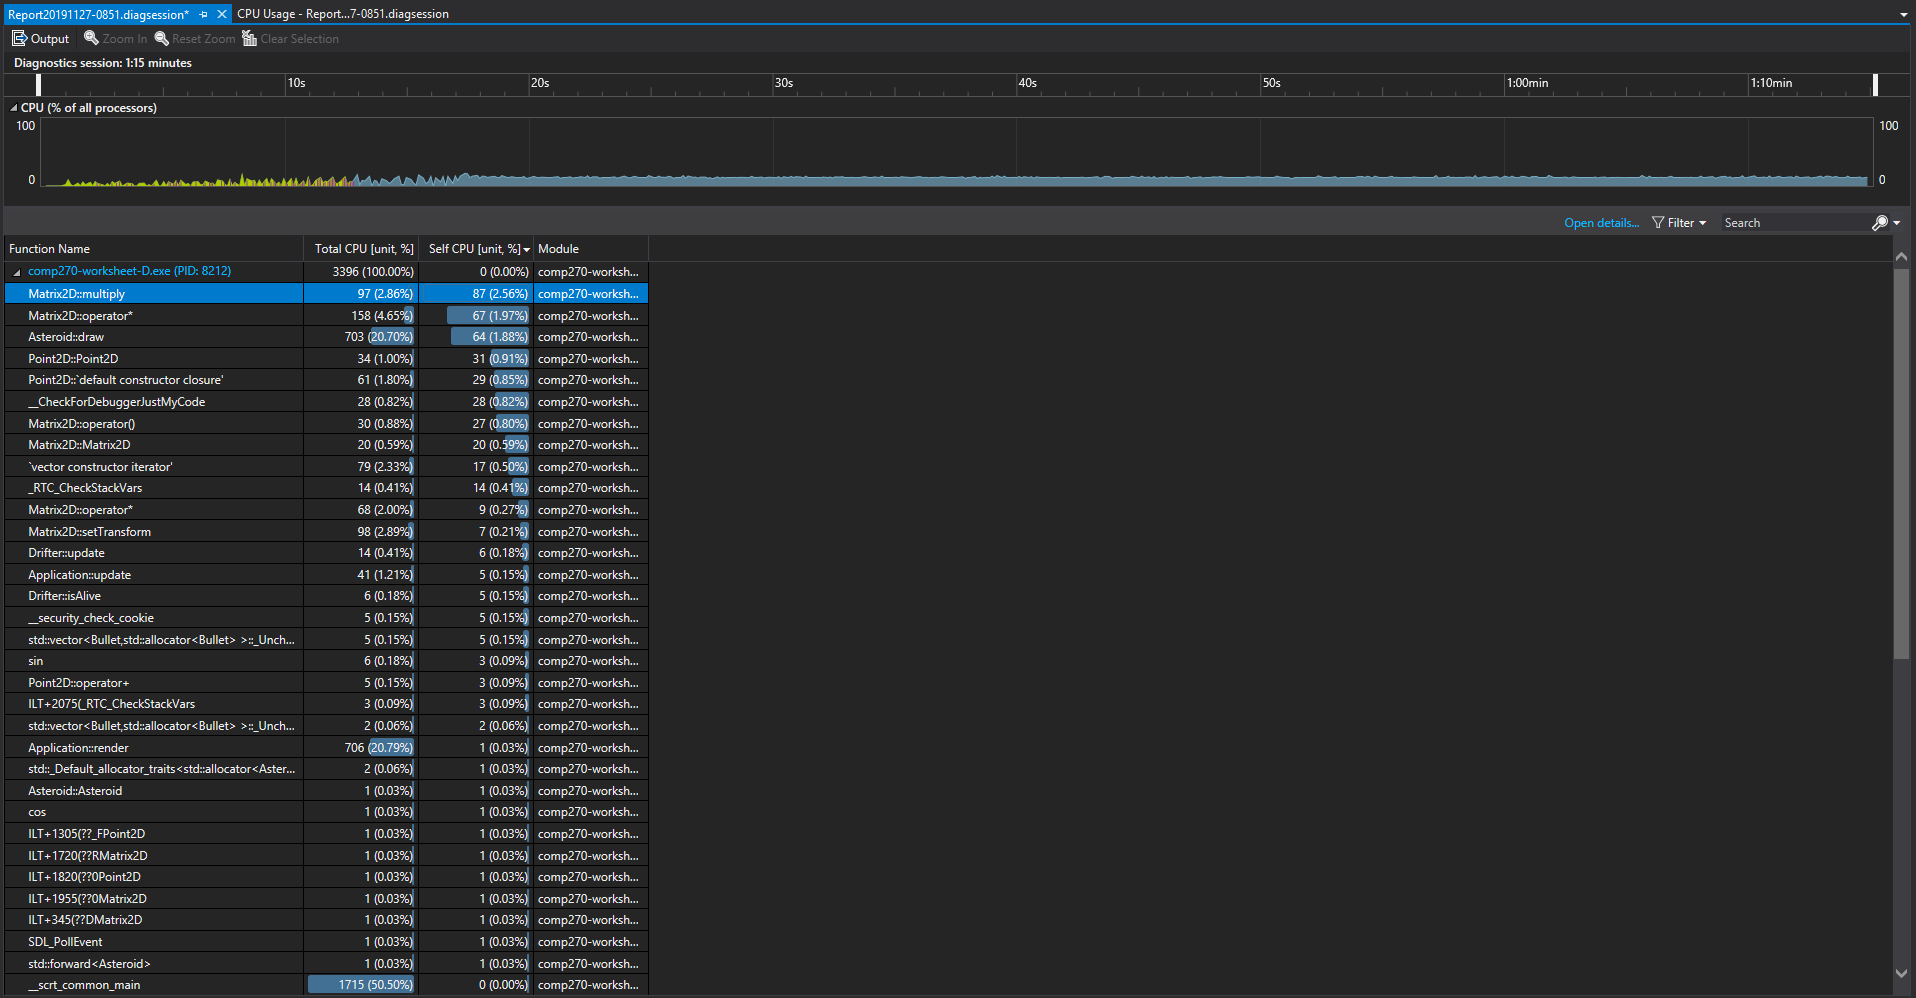 Report20191127-0851.diagsession* CPU Usage - Report...7-0851.diagsession
Output Zoom In Reset Zoom Clear Selection
Diagnostics session: 1:15 minutes
10s 20s 30s 40s 50s 1:00min 1:10min
CPU (% of all processors)
100 100
0 0
Open details... Filter Search
Function Name Total CPU [unit, %] Self CPU [unit, %] Module
comp270-worksheet-D.exe (PID: 8212) 3396 (100.00%) 0 (0.00%) comp270-worksh...
Matrix2D::multiply 97 (2.86%) 87 (2.56%) comp270-worksh...
Matrix2D::operator* 158 (4.65%) 67 (1.97%) comp270-worksh...
Asteroid::draw 703 (20.70%) 64 (1.88%) comp270-worksh...
Point2D::Point2D 34 (1.00%) 31 (0.91%) comp270-worksh...
Point2D::`default constructor closure' 61 (1.80%) 29 (0.85%) comp270-worksh...
__CheckForDebuggerJustMyCode 28 (0.82%) 28 (0.82%) comp270-worksh...
Matrix2D::operator() 30 (0.88%) 27 (0.80%) comp270-worksh...
Matrix2D::Matrix2D 20 (0.59%) 20 (0.59%) comp270-worksh...
`vector constructor iterator' 79 (2.33%) 17 (0.50%) comp270-worksh...
_RTC_CheckStackVars 14 (0.41%) 14 (0.41%) comp270-worksh...
Matrix2D::operator* 68 (2.00%) 9 (0.27%) comp270-worksh...
Matrix2D::setTransform 98 (2.89%) 7 (0.21%) comp270-worksh...
Drifter::update 14 (0.41%) 6 (0.18%) comp270-worksh...
Application::update 41 (1.21%) 5 (0.15%) comp270-worksh...
Drifter::isAlive 6 (0.18%) 5 (0.15%) comp270-worksh...
__security_check_cookie 5 (0.15%) 5 (0.15%) comp270-worksh...
std::vector<Bullet,std::allocator<Bullet> >::_Unch... 5 (0.15%) 5 (0.15%) comp270-worksh...
sin 6 (0.18%) 3 (0.09%) comp270-worksh...
Point2D::operator+ 5 (0.15%) 3 (0.09%) comp270-worksh...
ILT+2075(_RTC_CheckStackVars 3 (0.09%) 3 (0.09%) comp270-worksh...
std::vector<Bullet,std::allocator<Bullet> >::_Unch... 2 (0.06%) 2 (0.06%) comp270-worksh...
Application::render 706 (20.79%) 1 (0.03%) comp270-worksh...
std::_Default_allocator_traits<std::allocator<Aster... 2 (0.06%) 1 (0.03%) comp270-worksh...
Asteroid::Asteroid 1 (0.03%) 1 (0.03%) comp270-worksh...
cos 1 (0.03%) 1 (0.03%) comp270-worksh...
ILT+1305(??_FPoint2D 1 (0.03%) 1 (0.03%) comp270-worksh...
ILT+1720(??RMatrix2D 1 (0.03%) 1 (0.03%) comp270-worksh...
ILT+1820(??0Point2D 1 (0.03%) 1 (0.03%) comp270-worksh...
ILT+1955(??0Matrix2D 1 (0.03%) 1 (0.03%) comp270-worksh...
ILT+345(??DMatrix2D 1 (0.03%) 1 (0.03%) comp270-worksh...
SDL_PollEvent 1 (0.03%) 1 (0.03%) comp270-worksh...
std::forward<Asteroid> 1 (0.03%) 1 (0.03%) comp270-worksh...
__scrt_common_main 1715 (50.50%) 0 (0.00%) comp270-worksh...